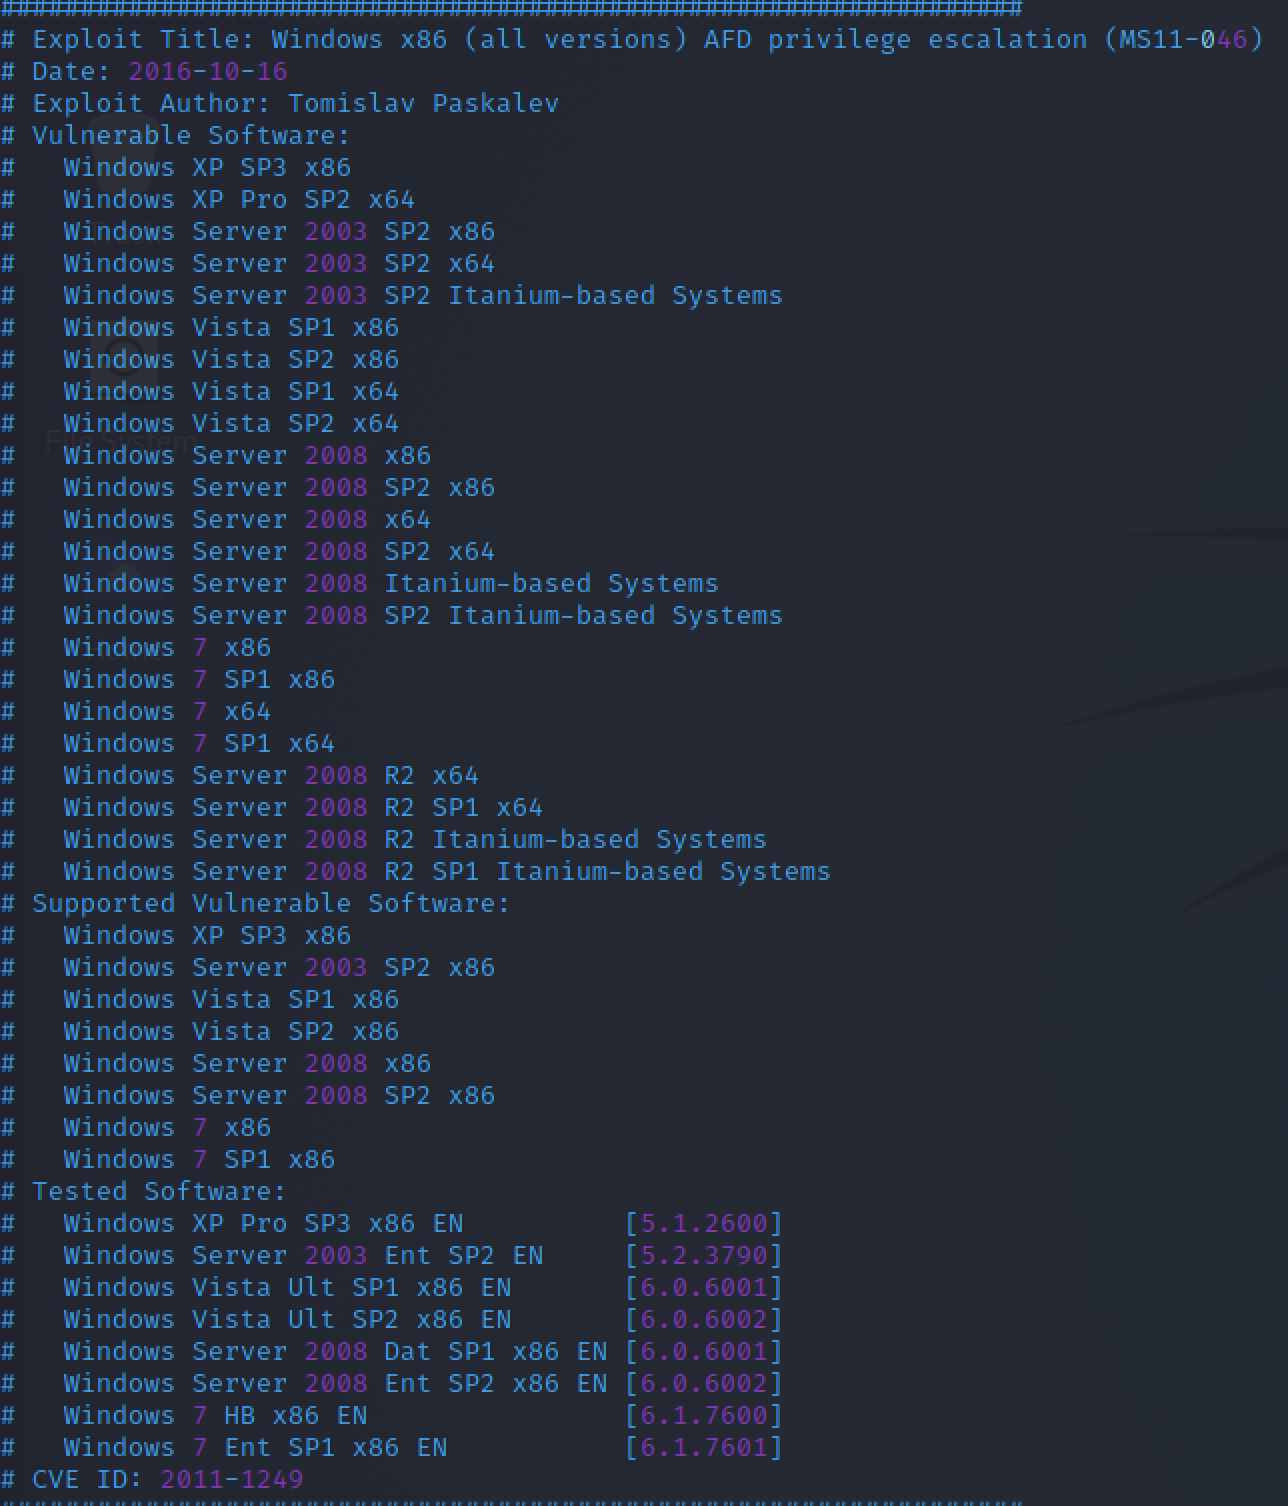 ################################################################
# Exploit Title: Windows x86 (all versions) AFD privilege escalation (MS11-046)
# Date: 2016-10-16
# Exploit Author: Tomislav Paskalev
# Vulnerable Software:
#   Windows XP SP3 x86
#   Windows XP Pro SP2 x64
#   Windows Server 2003 SP2 x86
#   Windows Server 2003 SP2 x64
#   Windows Server 2003 SP2 Itanium-based Systems
#   Windows Vista SP1 x86
#   Windows Vista SP2 x86
#   Windows Vista SP1 x64
#   Windows Vista SP2 x64
File System
#   Windows Server 2008 x86
#   Windows Server 2008 SP2 x86
#   Windows Server 2008 x64
#   Windows Server 2008 SP2 x64
#   Windows Server 2008 Itanium-based Systems
#   Windows Server 2008 SP2 Itanium-based Systems
#   Windows 7 x86
#   Windows 7 SP1 x86
#   Windows 7 x64
#   Windows 7 SP1 x64
#   Windows Server 2008 R2 x64
#   Windows Server 2008 R2 SP1 x64
#   Windows Server 2008 R2 Itanium-based Systems
#   Windows Server 2008 R2 SP1 Itanium-based Systems
# Supported Vulnerable Software:
#   Windows XP SP3 x86
#   Windows Server 2003 SP2 x86
#   Windows Vista SP1 x86
#   Windows Vista SP2 x86
#   Windows Server 2008 x86
#   Windows Server 2008 SP2 x86
#   Windows 7 x86
#   Windows 7 SP1 x86
# Tested Software:
#   Windows XP Pro SP3 x86 EN          [5.1.2600]
#   Windows Server 2003 Ent SP2 EN     [5.2.3790]
#   Windows Vista Ult SP1 x86 EN       [6.0.6001]
#   Windows Vista Ult SP2 x86 EN       [6.0.6002]
#   Windows Server 2008 Dat SP1 x86 EN [6.0.6001]
#   Windows Server 2008 Ent SP2 x86 EN [6.0.6002]
#   Windows 7 HB x86 EN                [6.1.7600]
#   Windows 7 Ent SP1 x86 EN           [6.1.7601]
# CVE ID: 2011-1249
################################################################